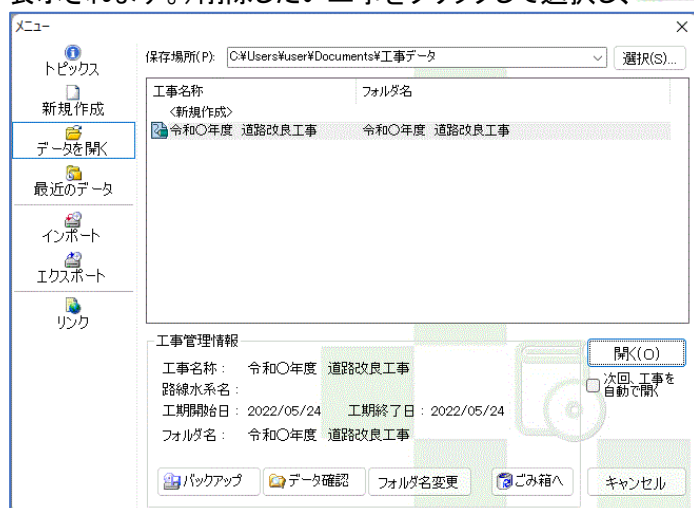 表示されます。)削除したい工事をクリックして選択し、
メニュー
トピックス
新規作成
データを開く
最近のデータ
インポート
エクスポート
リンク
保存場所(P): C:¥Users¥user¥Documents¥工事データ 選択(S)...
工事名称 フォルダ名
<新規作成>
令和〇年度 道路改良工事 令和〇年度 道路改良工事
工事管理情報
工事名称: 令和〇年度 道路改良工事
路線水系名:
工期開始日: 2022/05/24 工期終了日: 2022/05/24
フォルダ名: 令和〇年度 道路改良工事
開く(O)
次回、工事を
自動で開く
バックアップ データ確認 フォルダ名変更 ごみ箱へ キャンセル